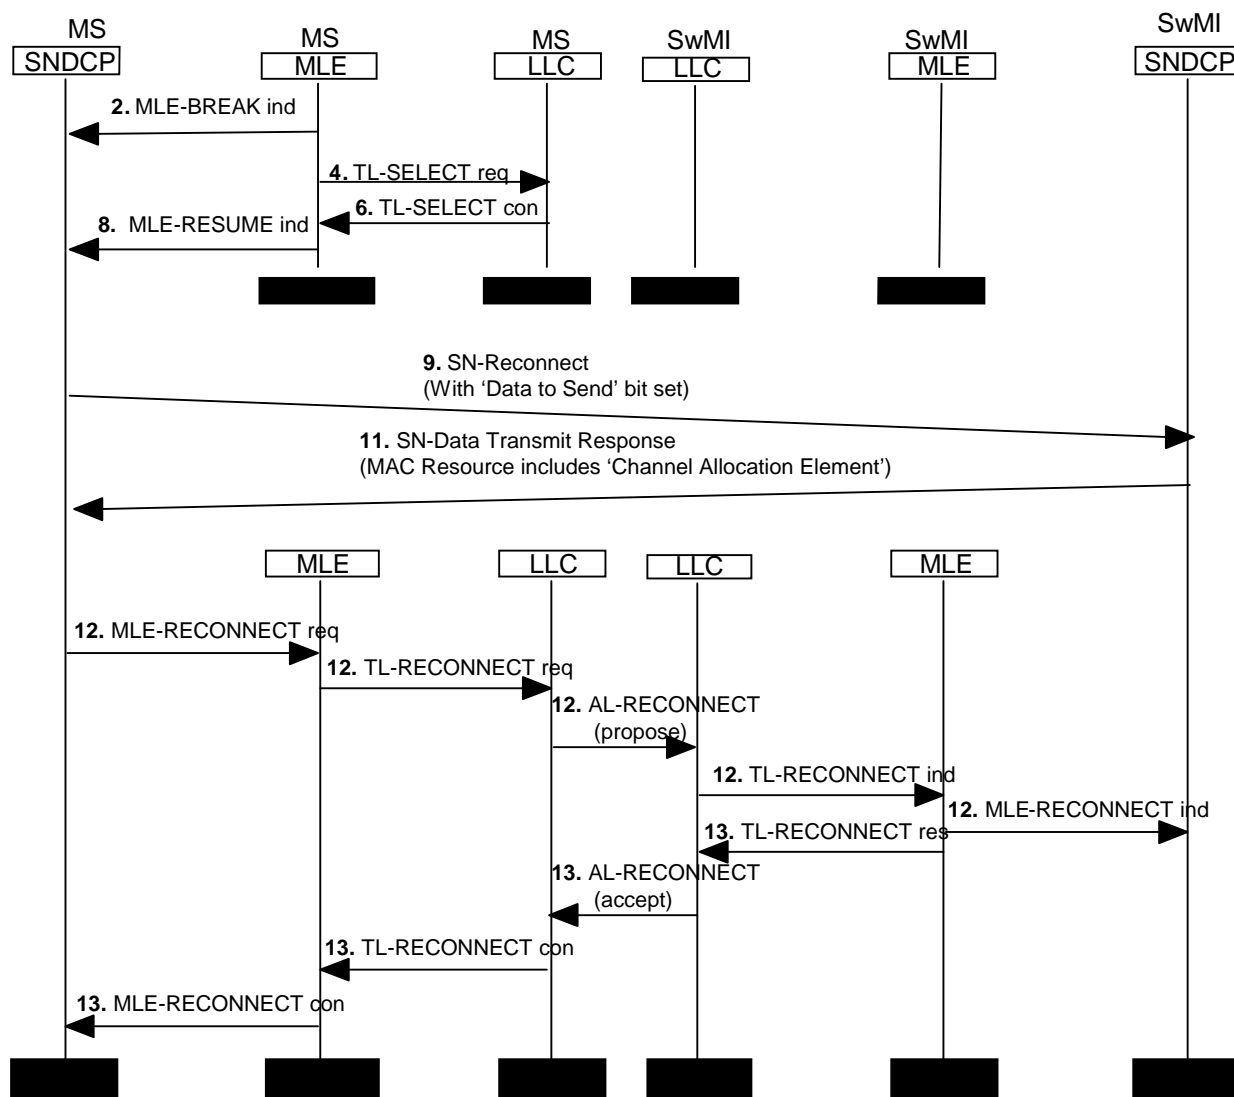 MS
MS
MS
SwMI
SwMI
SwMI
SNDCP
MLE
LLC
LLC
MLE
SNDCP
2. MLE-BREAK ind
4. TL-SELECT req
6. TL-SELECT con
8. MLE-RESUME ind
9. SN-Reconnect
(With ‘Data to Send’ bit set)
11. SN-Data Transmit Response
(MAC Resource includes ‘Channel Allocation Element’)
MLE
LLC
LLC
MLE
12. MLE-RECONNECT req
12. TL-RECONNECT req
12. AL-RECONNECT
(propose)
12. TL-RECONNECT ind
12. MLE-RECONNECT ind
13. TL-RECONNECT res
13. AL-RECONNECT
(accept)
13. TL-RECONNECT con
13. MLE-RECONNECT con